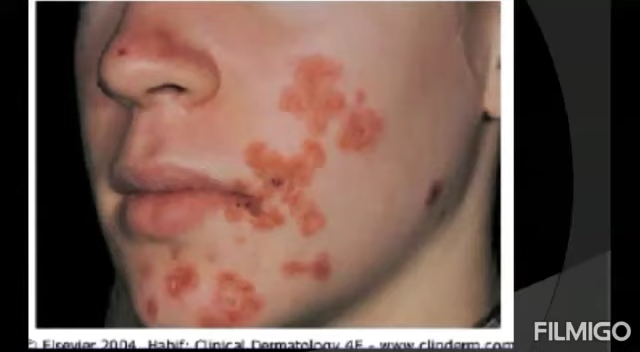 © Elsevier 2004. Habif: Clinical Dermatology 4E - www.clinderm.com
FILMIGO